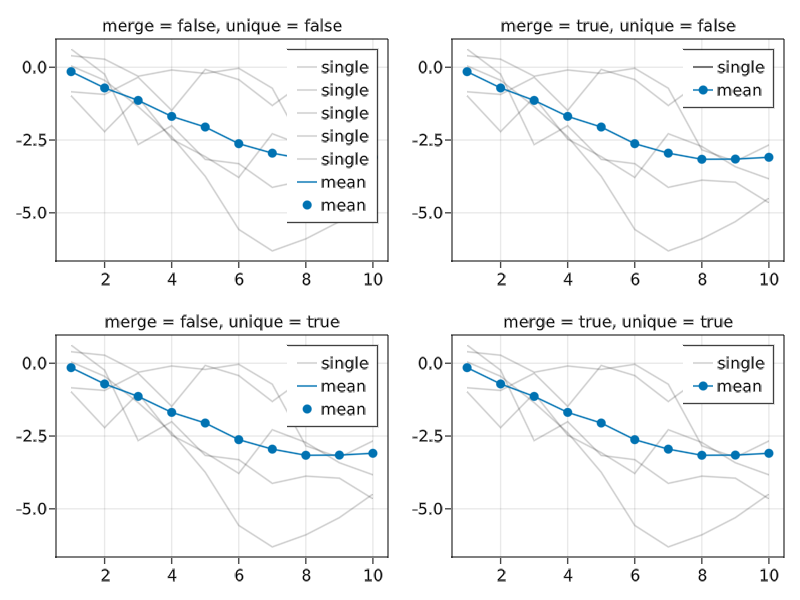 merge = false, unique = false
0.0
-2.5
-5.0
single
single
single
single
single
mean
mean
2 4 6 8 10
merge = true, unique = false
0.0
-2.5
-5.0
single
mean
2 4 6 8 10
merge = false, unique = true
0.0
-2.5
-5.0
single
mean
mean
2 4 6 8 10
merge = true, unique = true
0.0
-2.5
-5.0
single
mean
2 4 6 8 10